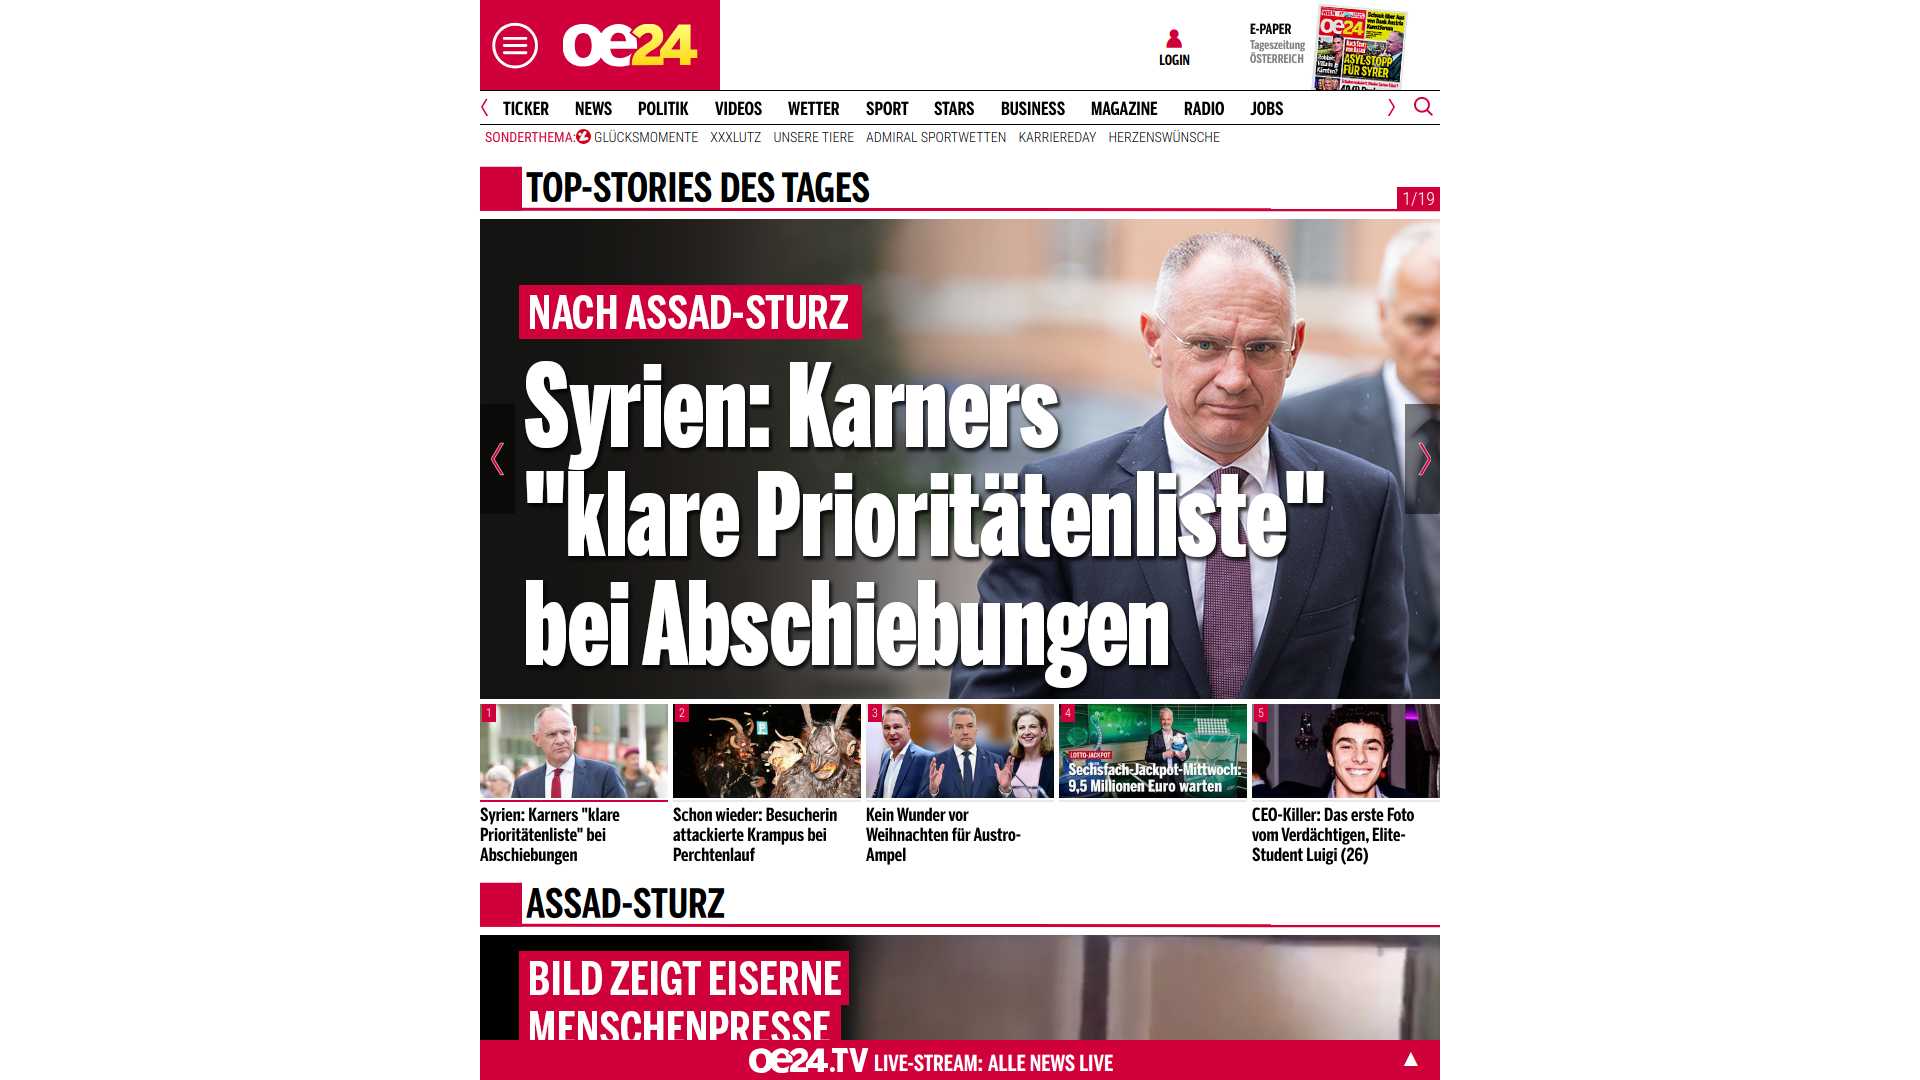 oe24
LOGIN
E-PAPER
Tageszeitung
ÖSTERREICH
oe24
ASYL-STOPP
FÜR SYRER
TICKER NEWS POLITIK VIDEOS WETTER SPORT STARS BUSINESS MAGAZINE RADIO JOBS
SONDERTHEMA: GLÜCKSMOMENTE XXXLUTZ UNSERE TIERE ADMIRAL SPORTWETTEN KARRIEREDAY HERZENSWÜNSCHE
TOP-STORIES DES TAGES
1/19
NACH ASSAD-STURZ
Syrien: Karners
"klare Prioritätenliste"
bei Abschiebungen
1
Syrien: Karners "klare
Prioritätenliste" bei
Abschiebungen
2
Schon wieder: Besucherin
attackierte Krampus bei
Perchtenlauf
3
Kein Wunder vor
Weihnachten für Austro-
Ampel
4
LOTTO-JACKPOT
Sechsfach-Jackpot-Mittwoch:
9,5 Millionen Euro warten
5
CEO-Killer: Das erste Foto
vom Verdächtigen, Elite-
Student Luigi (26)
ASSAD-STURZ
BILD ZEIGT EISERNE
MENSCHENPRESSE
oe24.TV LIVE-STREAM: ALLE NEWS LIVE